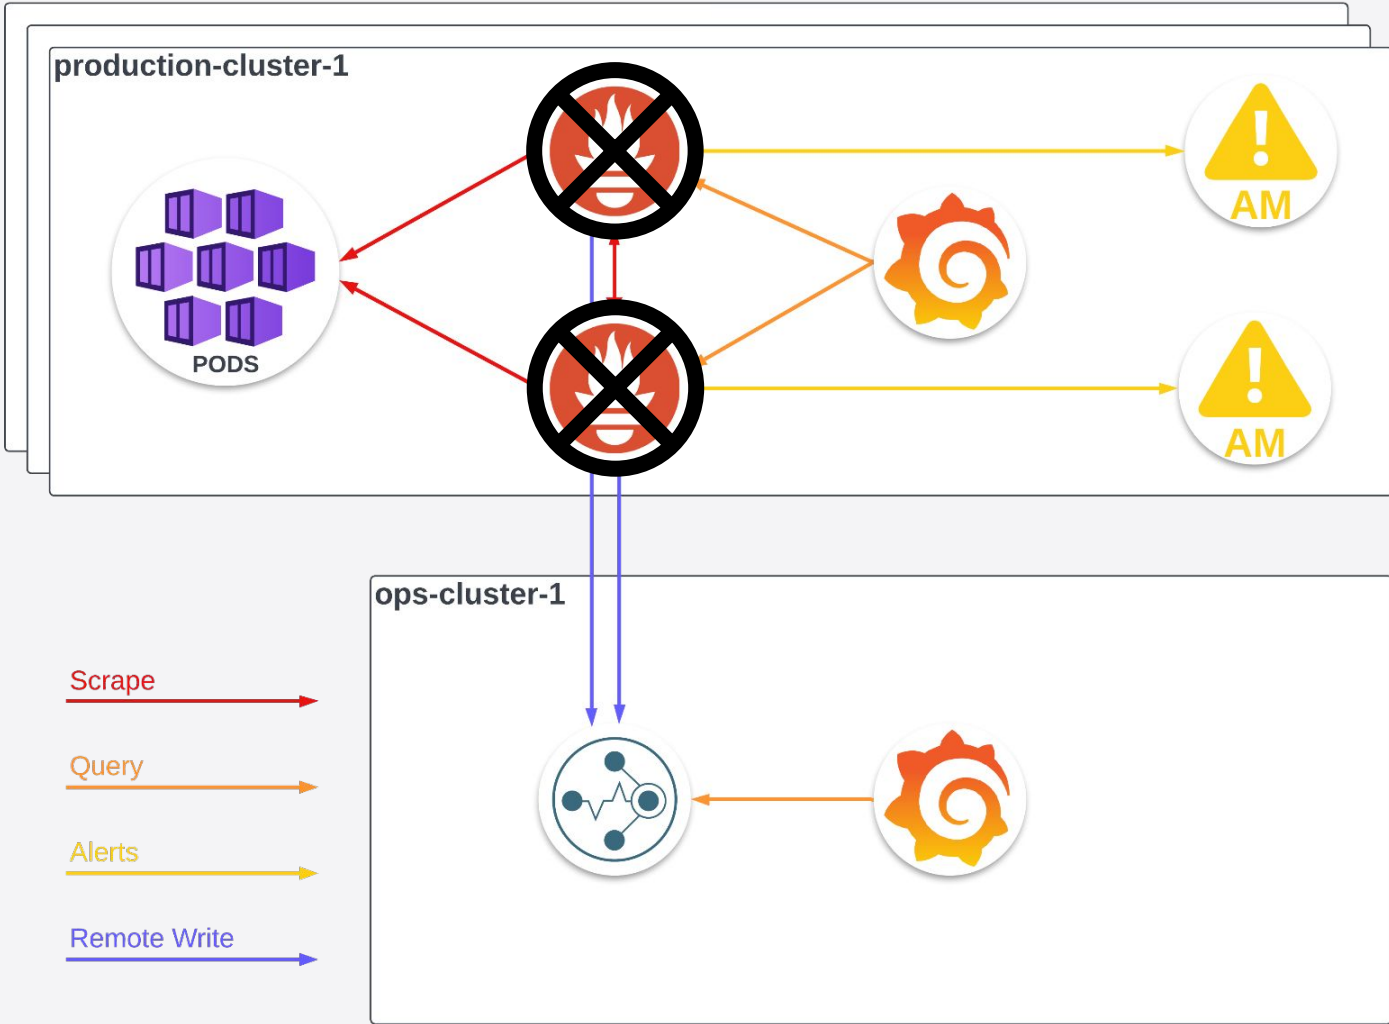 production-cluster-1
AM
PODS
AM
ops-cluster-1
Scrape
Query
Alerts
Remote Write